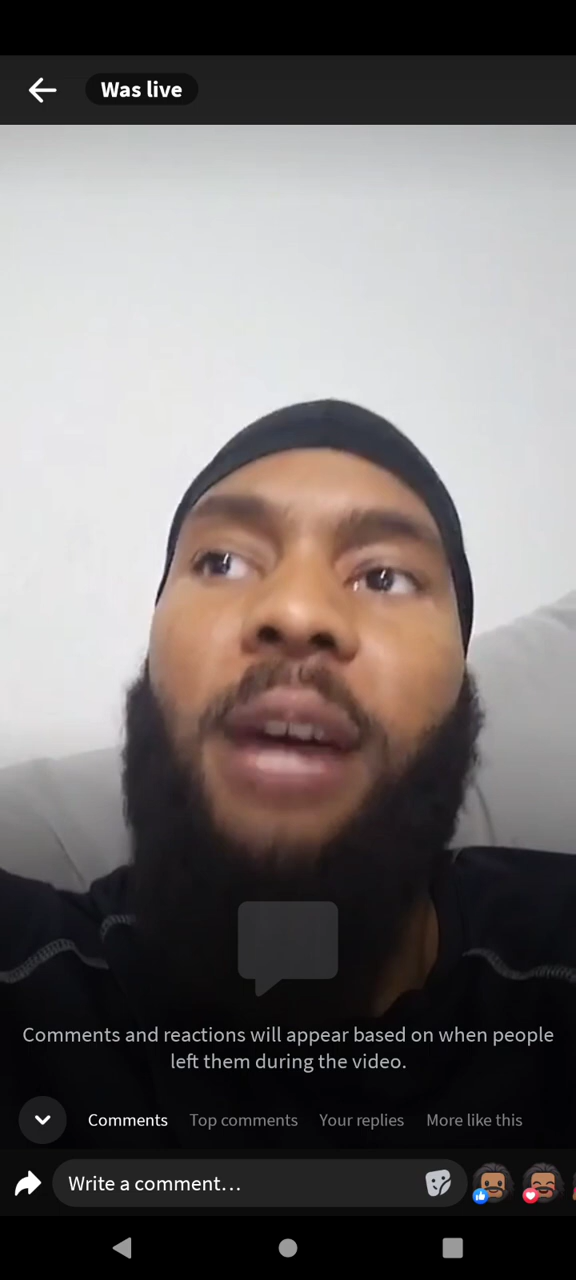 Was live
Comments and reactions will appear based on when people
left them during the video.
Comments Top comments Your replies More like this
Write a comment…